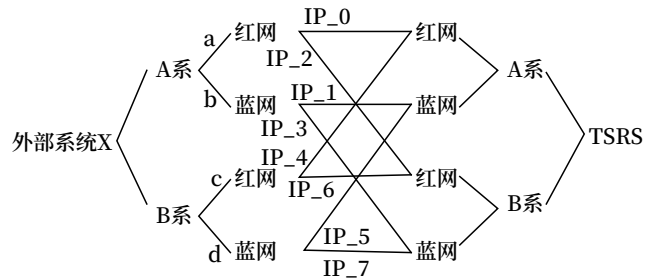 IP_0
a 红网 红网
IP_2
A系 A系
b 蓝网 IP_1 蓝网
IP_3
外部系统X TSRS
IP_4
c 红网 红网
IP_6
B系 B系
d 蓝网 IP_5 蓝网
IP_7